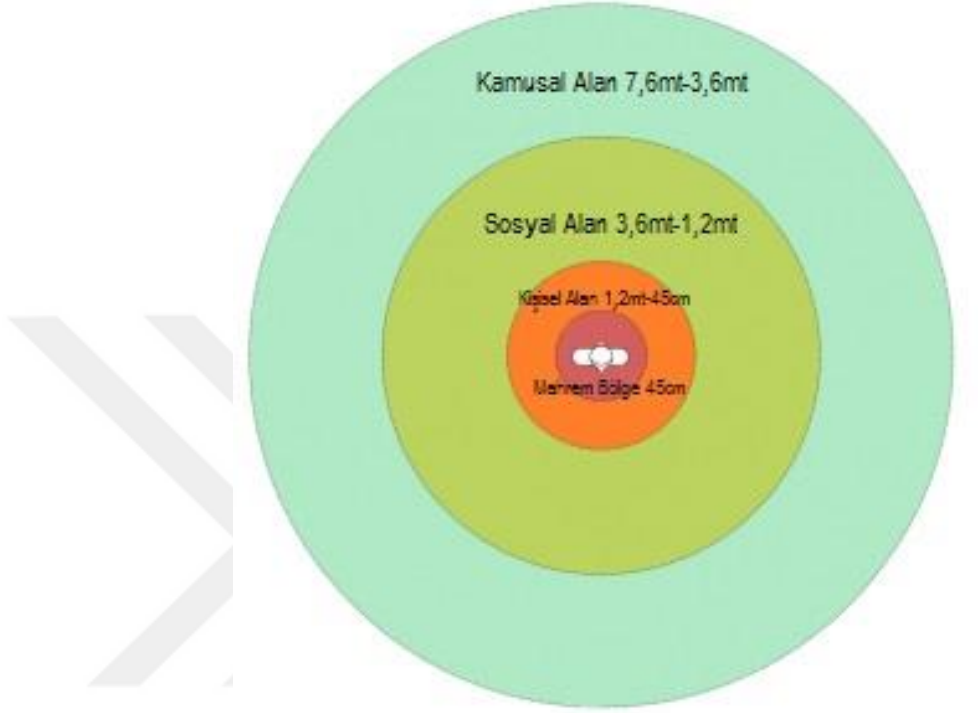 Kamusal Alan 7,6mt-3,6mt
Sosyal Alan 3,6mt-1,2mt
Kişisel Alan 1,2mt-45cm
Mahrem Bölge 45cm